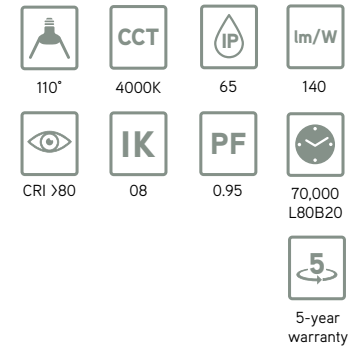 CCT
IP
lm/W
110°
4000K
65
140
IK
PF
CRI >80
08
0.95
70,000
L80B20
5
5-year
warranty